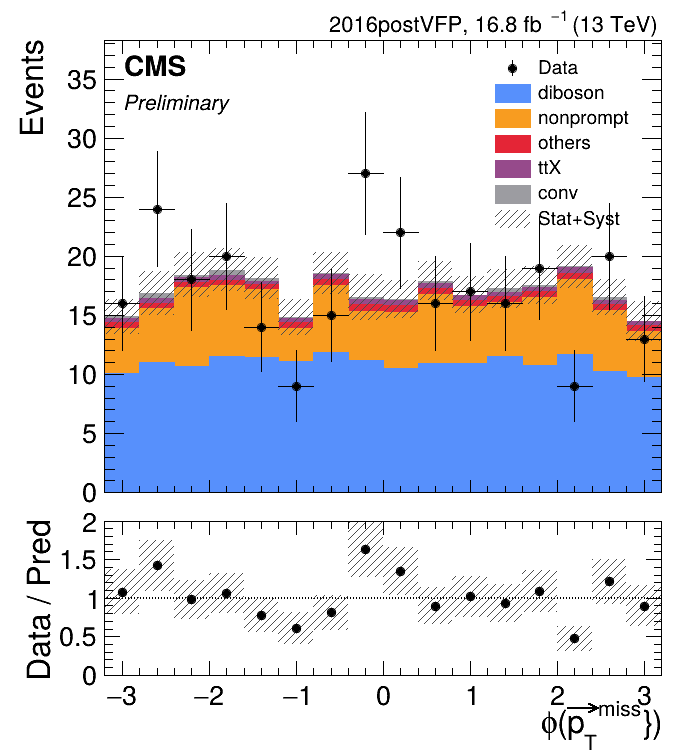 2016postVFP, 16.8 fb⁻¹ (13 TeV)
CMS
Preliminary
Events
Data
diboson
nonprompt
others
ttX
conv
Stat+Syst
35
30
25
20
15
10
5
0
Data / Pred
2
1.5
1
0.5
0
−3 −2 −1 0 1 2 3
ϕ(p⃗_T^miss})